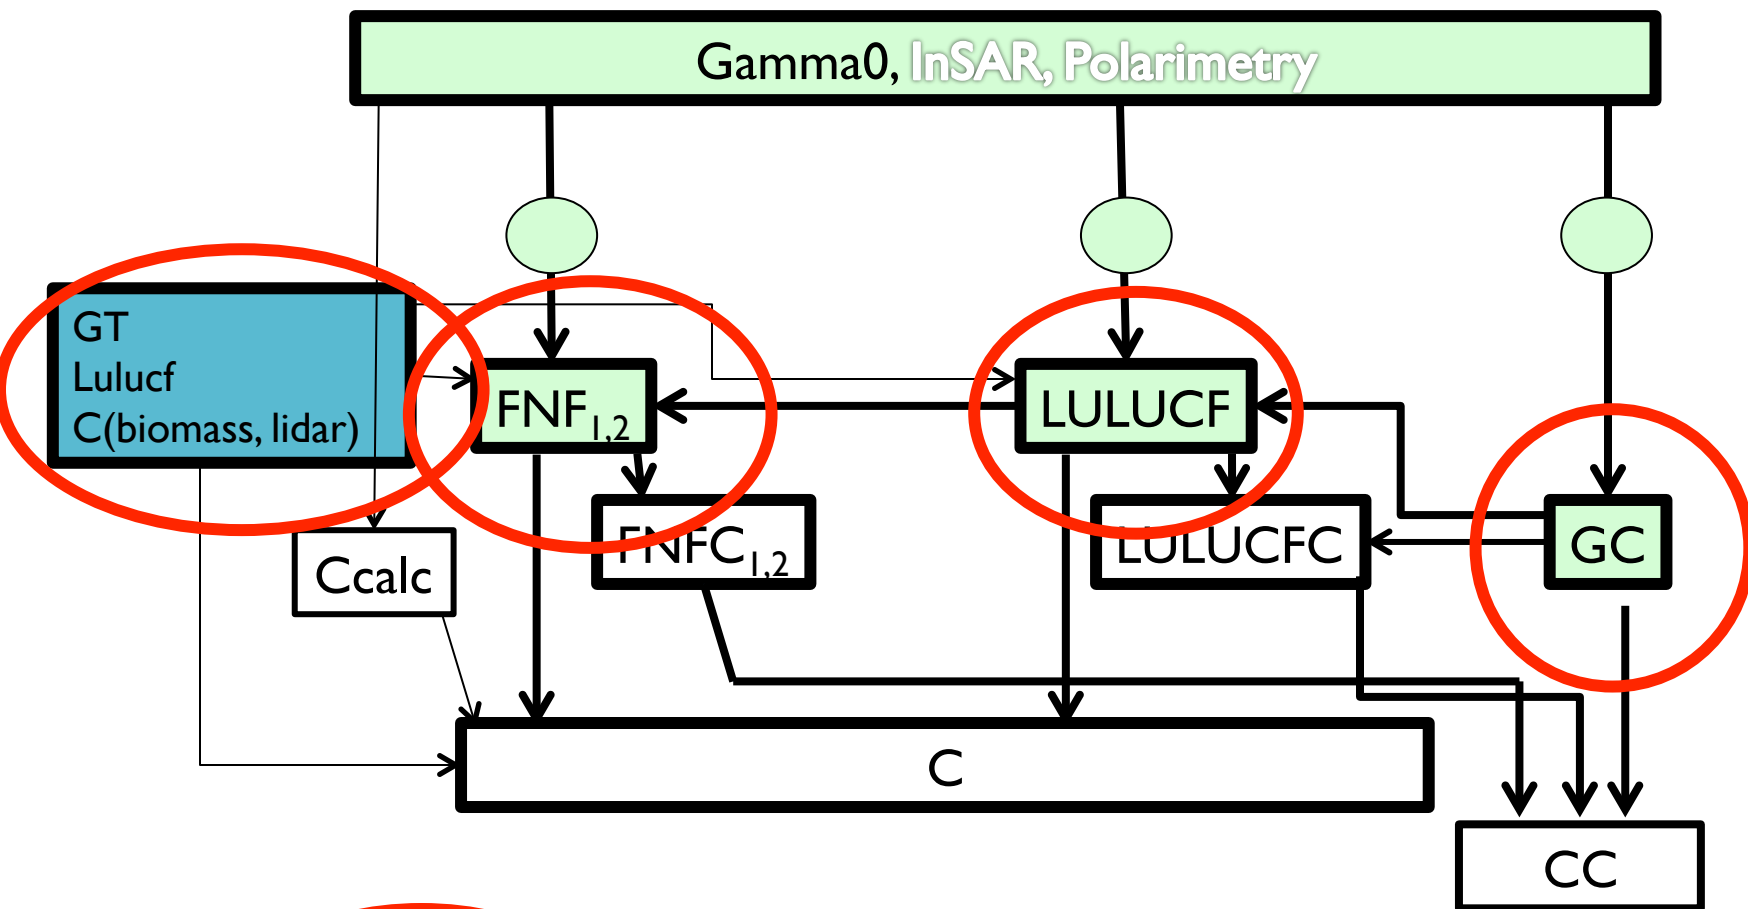 Gamma0, InSAR, Polarimetry
GT
Lulucf
C(biomass, lidar)
FNF1,2
LULUCF
FNFC1,2
LULUCFC
GC
Ccalc
C
CC